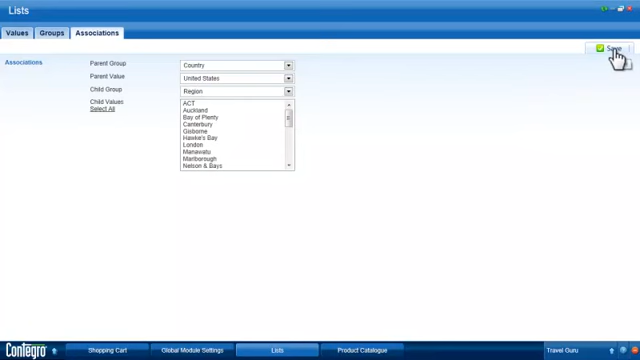 Lists
Values Groups Associations
Save
Associations
Parent Group Country
Parent Value United States
Child Group Region
Child Values
Select All
ACT
Auckland
Bay of Plenty
Canterbury
Gisborne
Hawke's Bay
London
Manawatu
Marlborough
Nelson & Bays
Contegro Shopping Cart Global Module Settings Lists Product Catalogue Travel Guru